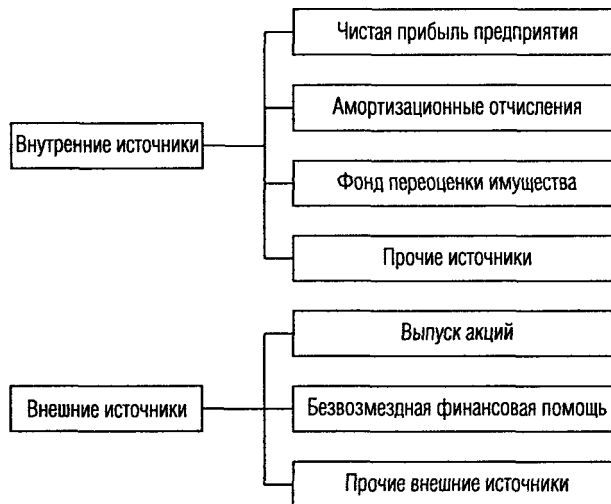 Чистая прибыль предприятия
Амортизационные отчисления
Внутренние источники
Фонд переоценки имущества
Прочие источники
Выпуск акций
Внешние источники
Безвозмездная финансовая помощь
Прочие внешние источники